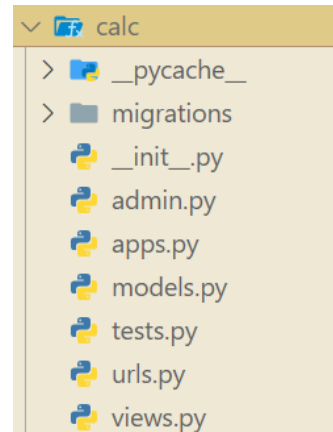 calc
__pycache__
migrations
__init__.py
admin.py
apps.py
models.py
tests.py
urls.py
views.py